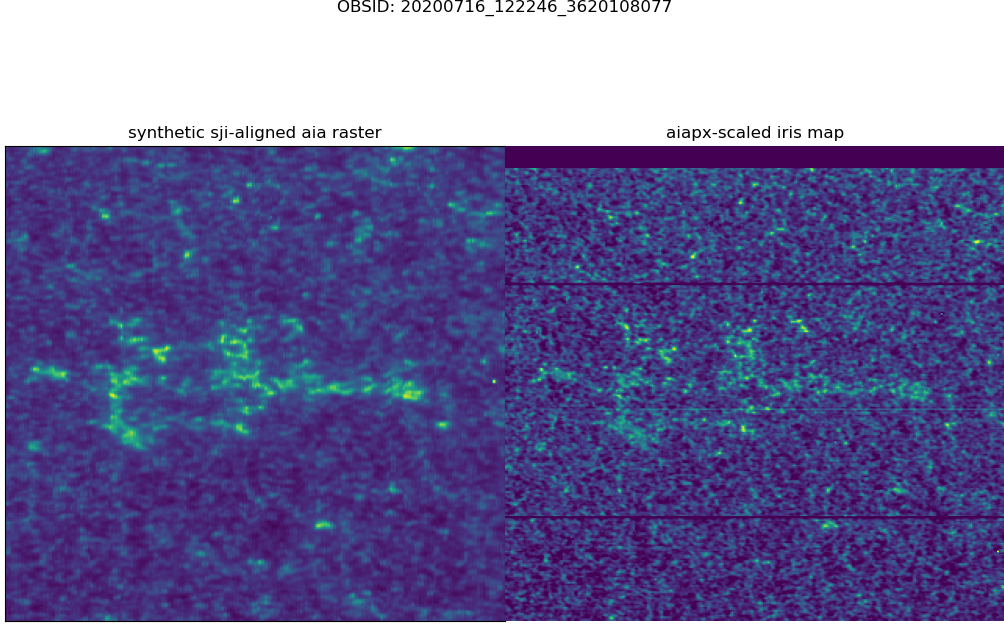 OBSID: 20200716_122246_3620108077
synthetic sji-aligned aia raster
aiapx-scaled iris map